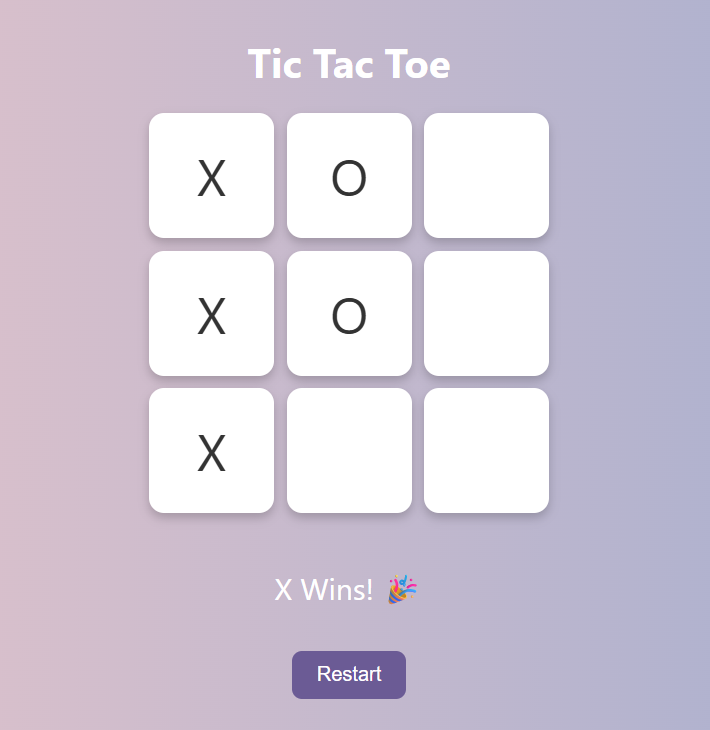 Tic Tac Toe
X O
X O
X
X Wins! 🎉
Restart